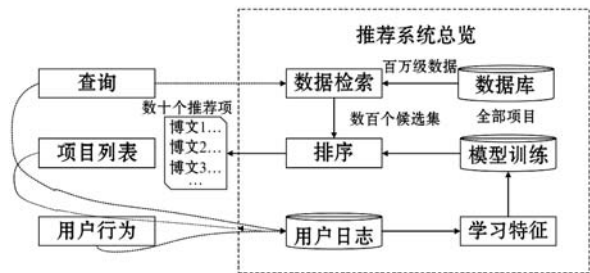 推荐系统总览
查询
数据检索
百万级数据
数据库
数十个推荐项
数百个候选集
全部项目
博文1...
博文2...
博文3...
...
项目列表
排序
模型训练
用户行为
用户日志
学习特征